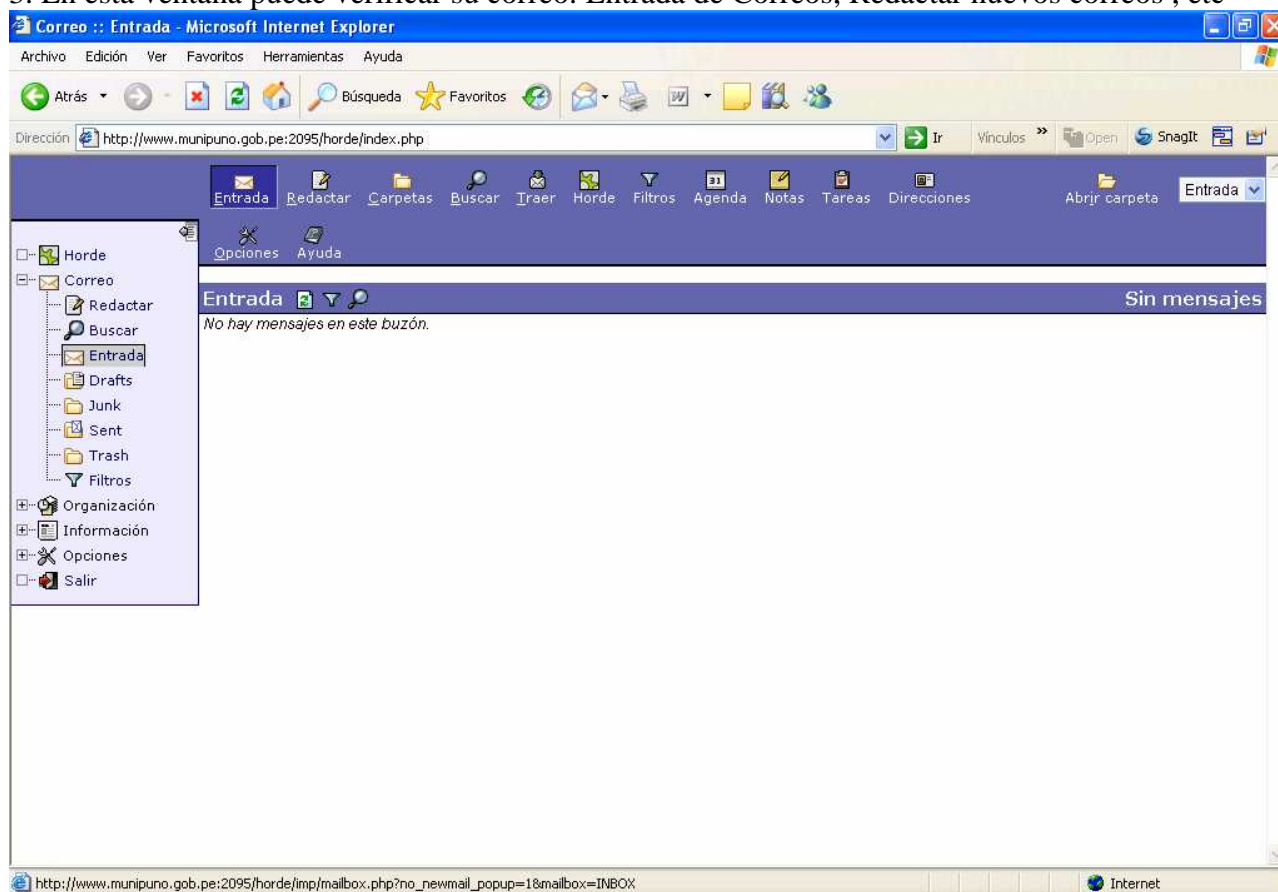 5. En esta ventana puede verificar su correo: Entrada de Correos, Redactar nuevos correos , etc
Correo :: Entrada - Microsoft Internet Explorer
Archivo Edición Ver Favoritos Herramientas Ayuda
Atrás Búsqueda Favoritos
Dirección http://www.munipuno.gob.pe:2095/horde/index.php Ir Vínculos » Open SnagIt
Entrada Redactar Carpetas Buscar Traer Horde Filtros Agenda Notas Tareas Direcciones Abrir carpeta Entrada
Opciones Ayuda
Horde
Correo
Redactar
Buscar
Entrada
Drafts
Junk
Sent
Trash
Filtros
Organización
Información
Opciones
Salir
Entrada Sin mensajes
No hay mensajes en este buzón.
http://www.munipuno.gob.pe:2095/horde/imp/mailbox.php?no_newmail_popup=1&mailbox=INBOX Internet